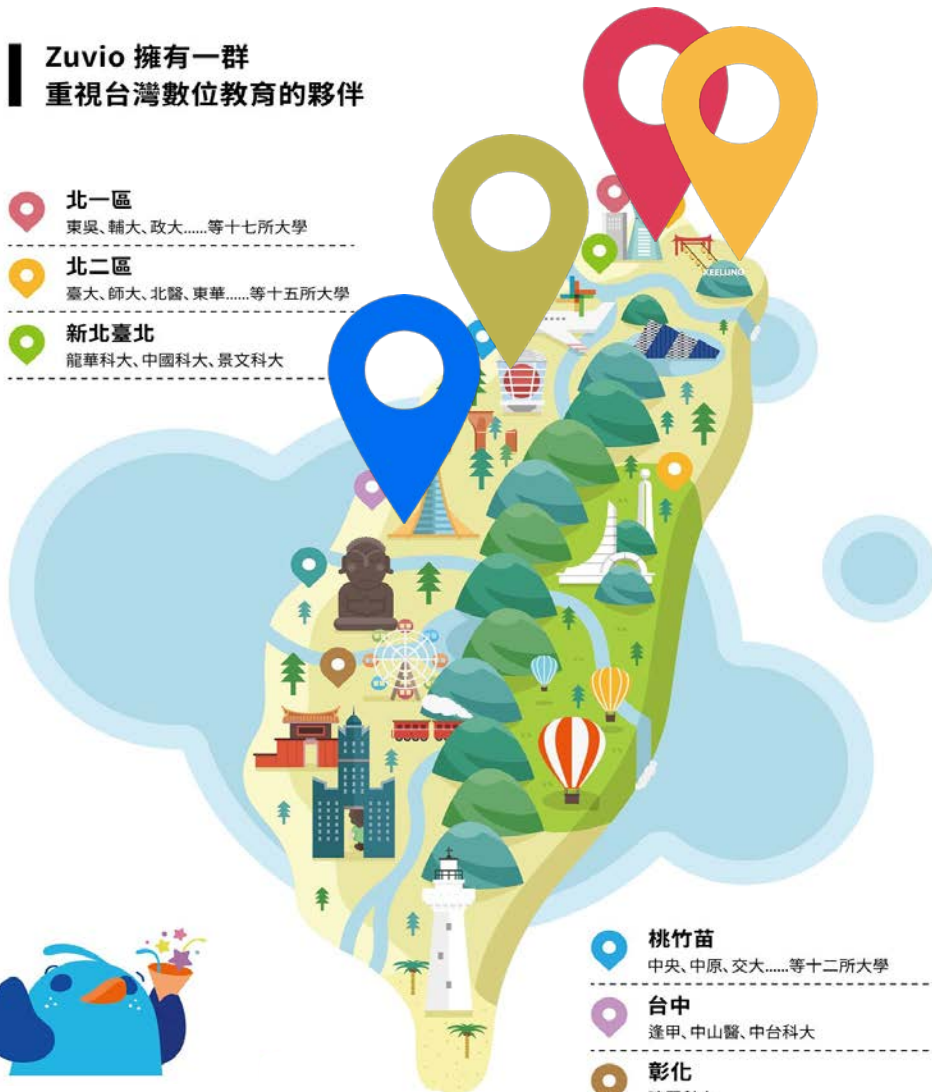 Zuvio 擁有一群
重視台灣數位教育的夥伴
北一區
東吳、輔大、政大......等十七所大學
北二區
臺大、師大、北醫、東華......等十五所大學
新北臺北
龍華科大、中國科大、景文科大
KEELUNG
桃竹苗
中央、中原、交大......等十二所大學
台中
逢甲、中山醫、中台科大
彰化